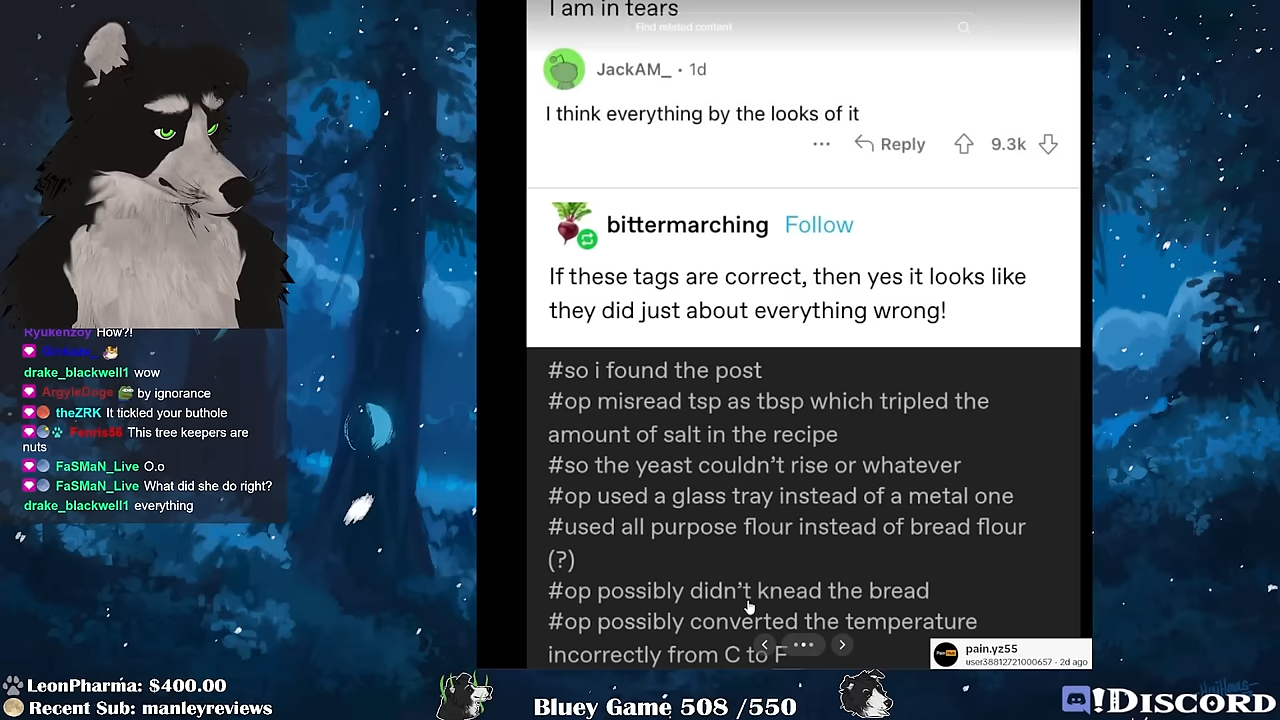 I am in tears
Find related content
JackAM_ · 1d
I think everything by the looks of it
... Reply 9.3k
bittermarching Follow
If these tags are correct, then yes it looks like
they did just about everything wrong!
#so i found the post
#op misread tsp as tbsp which tripled the
amount of salt in the recipe
#so the yeast couldn't rise or whatever
#op used a glass tray instead of a metal one
#used all purpose flour instead of bread flour
(?)
#op possibly didn't knead the bread
#op possibly converted the temperature
incorrectly from C to F
pain.yz55
user38812721000657 · 2d ago
Ryukenzoy How?!
drake_blackwell1 wow
ArgyleDoge by ignorance
theZRK It tickled your buthole
Fenris56 This tree keepers are
nuts
FaSMaN_Live O.o
FaSMaN_Live What did she do right?
drake_blackwell1 everything
LeonPharma: $400.00
Recent Sub: manleyreviews
Bluey Game 508 /550
!DISCORD